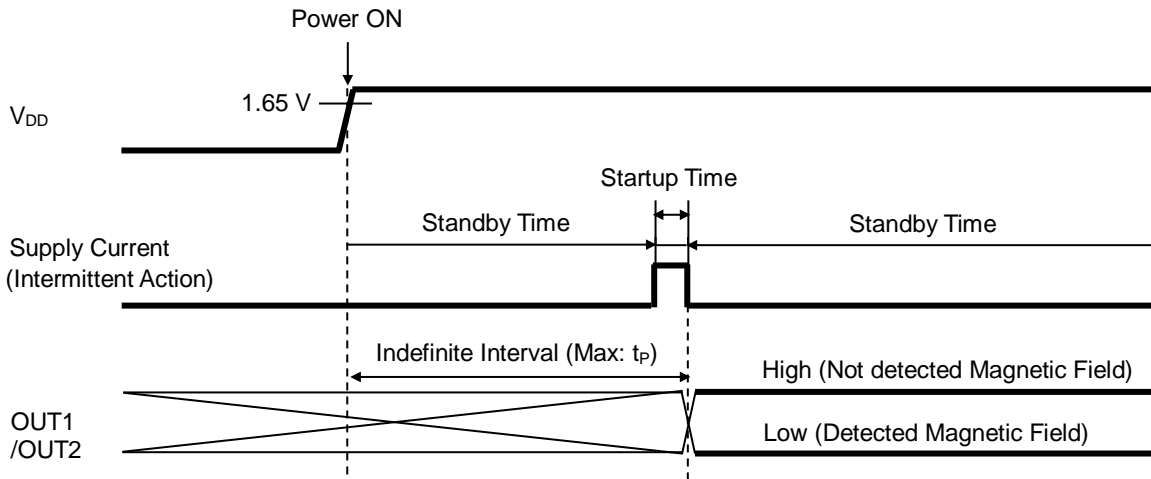 Power ON
1.65 V
VDD
Startup Time
Standby Time
Standby Time
Supply Current
(Intermittent Action)
Indefinite Interval (Max: tP)
High (Not detected Magnetic Field)
OUT1
/OUT2
Low (Detected Magnetic Field)